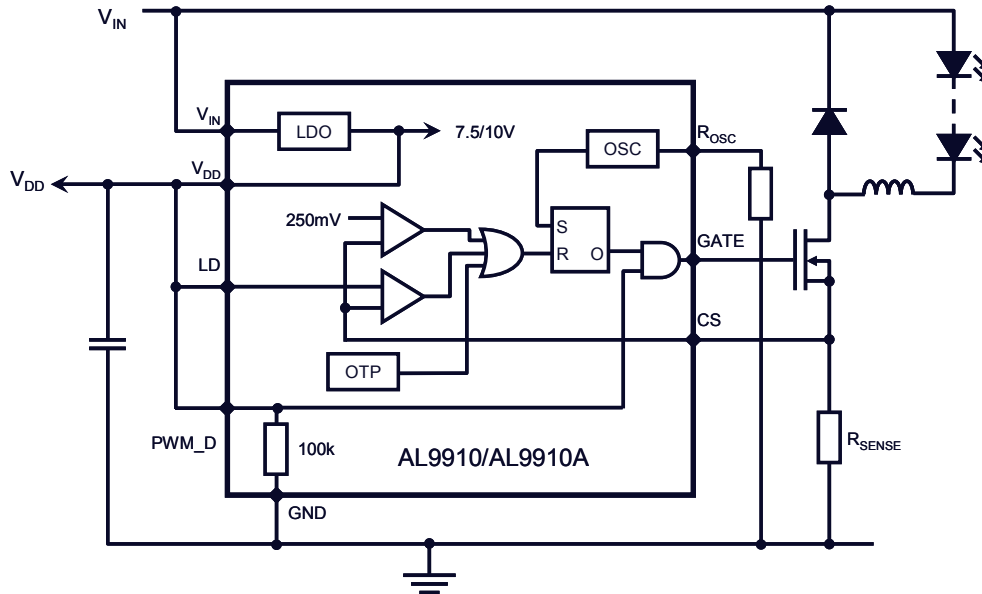 VIN
VIN
LDO
7.5/10V
ROSC
OSC
VDD
VDD
250mV
S
R
O
GATE
LD
CS
OTP
RSENSE
PWM_D
100k
AL9910/AL9910A
GND